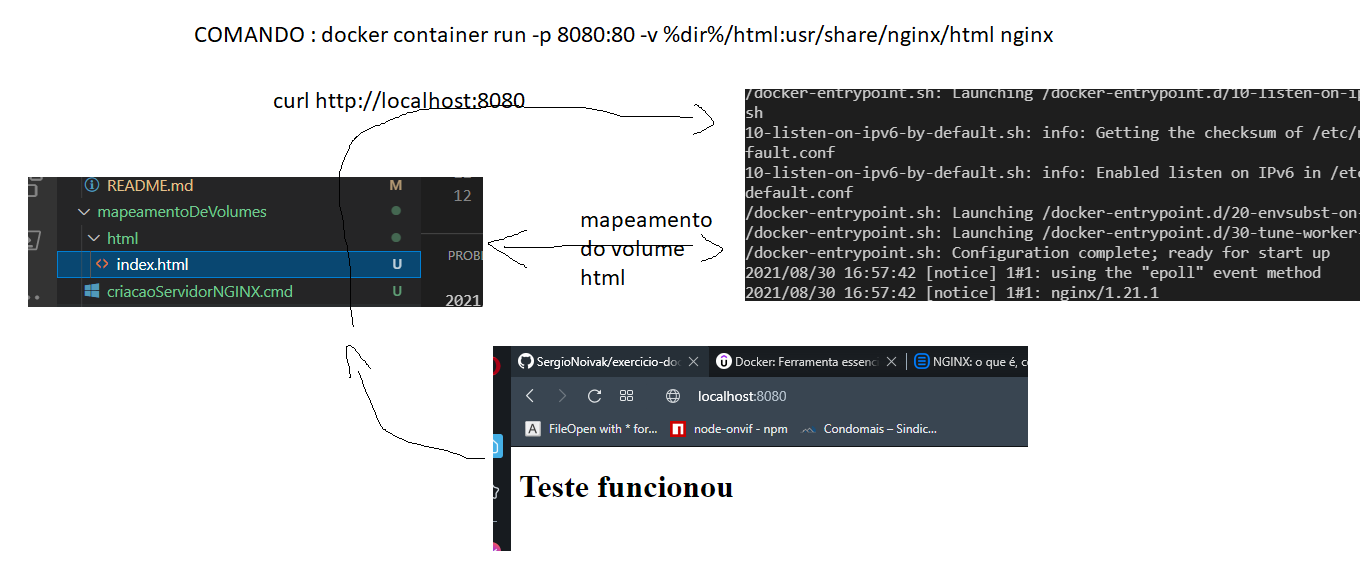 COMANDO : docker container run -p 8080:80 -v %dir%/html:usr/share/nginx/html nginx
curl http://localhost:8080
/docker-entrypoint.sh: Launching /docker-entrypoint.d/10-listen-on-ip
sh
10-listen-on-ipv6-by-default.sh: info: Getting the checksum of /etc/n
fault.conf
10-listen-on-ipv6-by-default.sh: info: Enabled listen on IPv6 in /etc
default.conf
/docker-entrypoint.sh: Launching /docker-entrypoint.d/20-envsubst-on-
/docker-entrypoint.sh: Launching /docker-entrypoint.d/30-tune-worker-
/docker-entrypoint.sh: Configuration complete; ready for start up
2021/08/30 16:57:42 [notice] 1#1: using the "epoll" event method
2021/08/30 16:57:42 [notice] 1#1: nginx/1.21.1
README.md M
mapeamentoDeVolumes
html
index.html U
criacaoServidorNGINX.cmd U
12
PROBL
2021
mapeamento
do volume
html
SergioNoivak/exercicio-doc
Docker: Ferramenta essenci
NGINX: o que é, co
localhost:8080
FileOpen with * for... node-onvif - npm Condomais – Sindic...
Teste funcionou